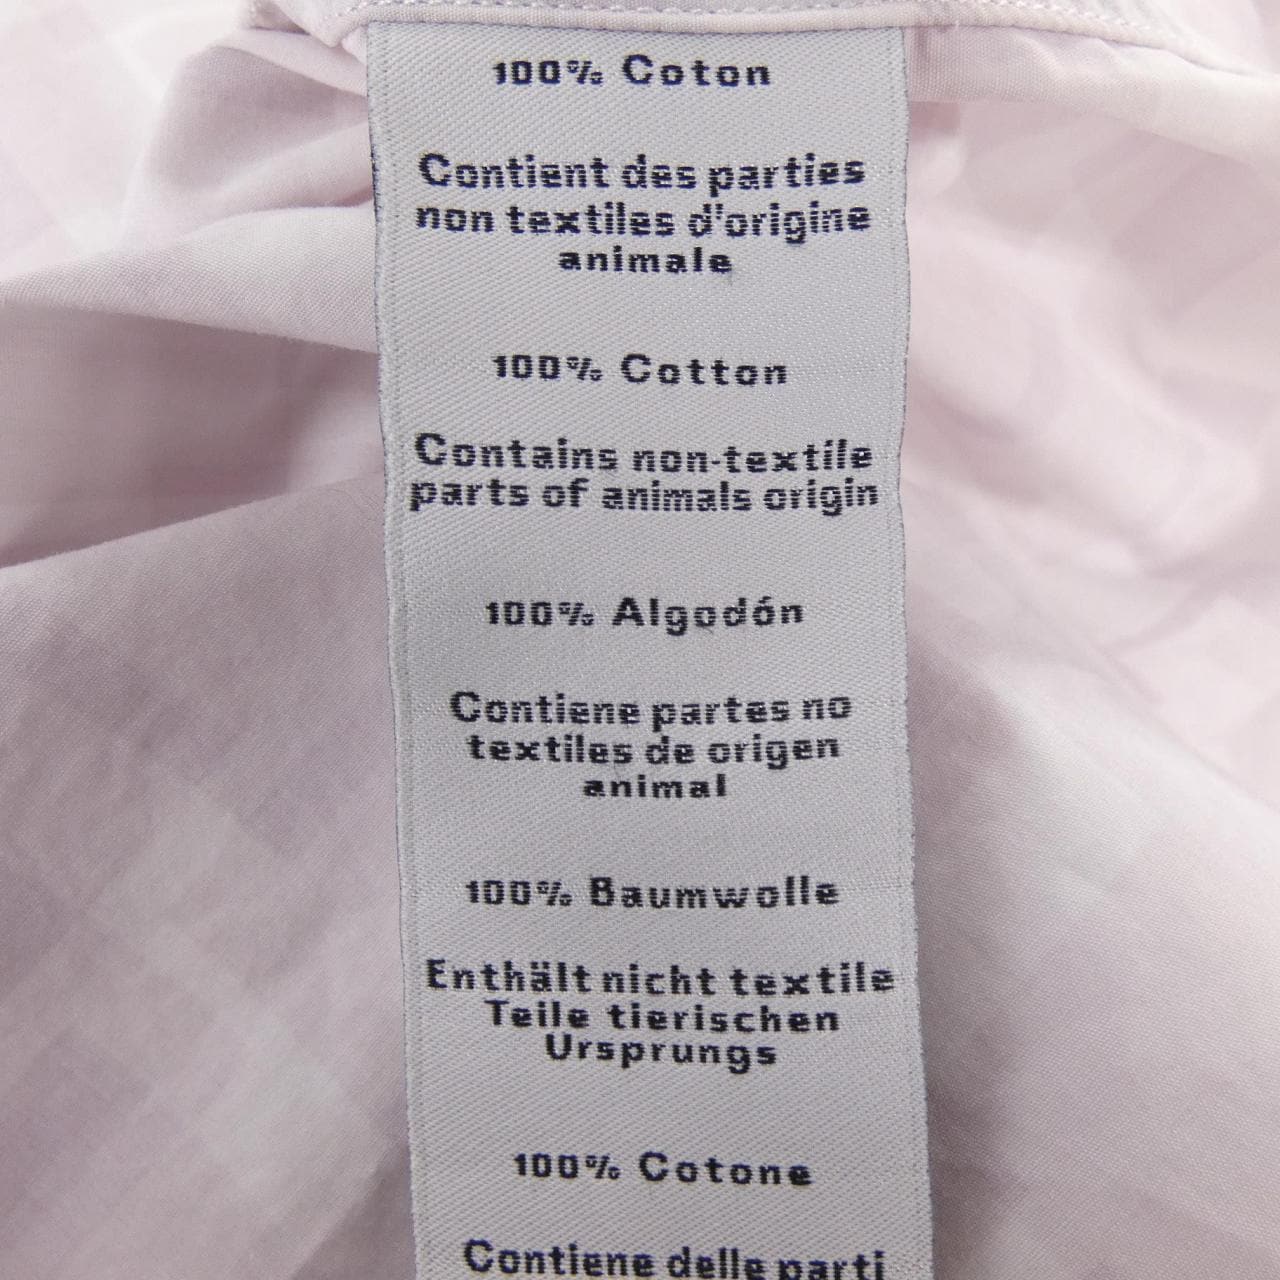 100% Coton
Contient des parties
non textiles d'origine
animale
100% Cotton
Contains non-textile
parts of animals origin
100% Algodón
Contiene partes no
textiles de origen
animal
100% Baumwolle
Enthält nicht textile
Teile tierischen
Ursprungs
100% Cotone
Contiene delle parti